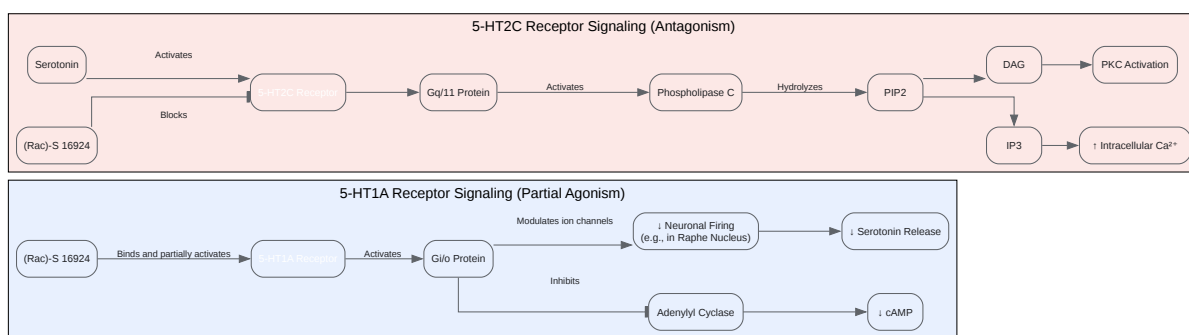 5-HT2C Receptor Signaling (Antagonism)
Serotonin
Activates
5-HT2C Receptor
Blocks
(Rac)-S 16924
Gq/11 Protein
Activates
Phospholipase C
Hydrolyzes
PIP2
DAG
PKC Activation
IP3
↑ Intracellular Ca²⁺
5-HT1A Receptor Signaling (Partial Agonism)
(Rac)-S 16924
Binds and partially activates
5-HT1A Receptor
Activates
Gi/o Protein
Modulates ion channels
↓ Neuronal Firing
(e.g., in Raphe Nucleus)
↓ Serotonin Release
Inhibits
Adenylyl Cyclase
↓ cAMP